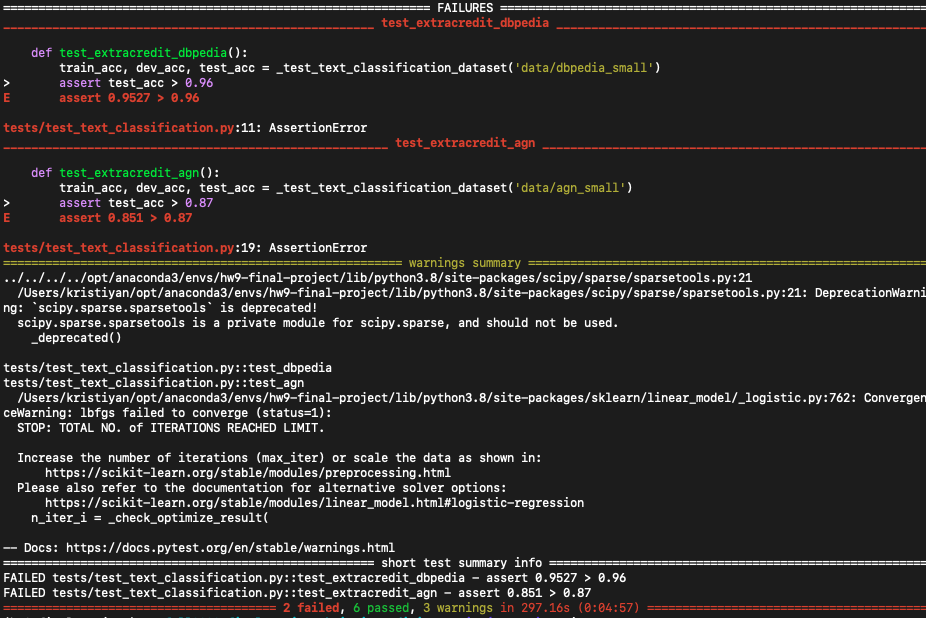 ============================================================= FAILURES =============================================================
_____________________________________________________ test_extracredit_dbpedia _____________________________________________________
def test_extracredit_dbpedia():
train_acc, dev_acc, test_acc = _test_text_classification_dataset('data/dbpedia_small')
> assert test_acc > 0.96
E assert 0.9527 > 0.96
tests/test_text_classification.py:11: AssertionError
_______________________________________________________ test_extracredit_agn _______________________________________________________
def test_extracredit_agn():
train_acc, dev_acc, test_acc = _test_text_classification_dataset('data/agn_small')
> assert test_acc > 0.87
E assert 0.851 > 0.87
tests/test_text_classification.py:19: AssertionError
========================================================= warnings summary =========================================================
../../../../opt/anaconda3/envs/hw9-final-project/lib/python3.8/site-packages/scipy/sparse/sparsetools.py:21
/Users/kristiyan/opt/anaconda3/envs/hw9-final-project/lib/python3.8/site-packages/scipy/sparse/sparsetools.py:21: DeprecationWarni
ng: `scipy.sparse.sparsetools` is deprecated!
scipy.sparse.sparsetools is a private module for scipy.sparse, and should not be used.
_deprecated()
tests/test_text_classification.py::test_dbpedia
tests/test_text_classification.py::test_agn
/Users/kristiyan/opt/anaconda3/envs/hw9-final-project/lib/python3.8/site-packages/sklearn/linear_model/_logistic.py:762: Convergen
ceWarning: lbfgs failed to converge (status=1):
STOP: TOTAL NO. of ITERATIONS REACHED LIMIT.
Increase the number of iterations (max_iter) or scale the data as shown in:
https://scikit-learn.org/stable/modules/preprocessing.html
Please also refer to the documentation for alternative solver options:
https://scikit-learn.org/stable/modules/linear_model.html#logistic-regression
n_iter_i = _check_optimize_result(
-- Docs: https://docs.pytest.org/en/stable/warnings.html
===================================================== short test summary info ======================================================
FAILED tests/test_text_classification.py::test_extracredit_dbpedia - assert 0.9527 > 0.96
FAILED tests/test_text_classification.py::test_extracredit_agn - assert 0.851 > 0.87
======================================= 2 failed, 6 passed, 3 warnings in 297.16s (0:04:57) ========================================